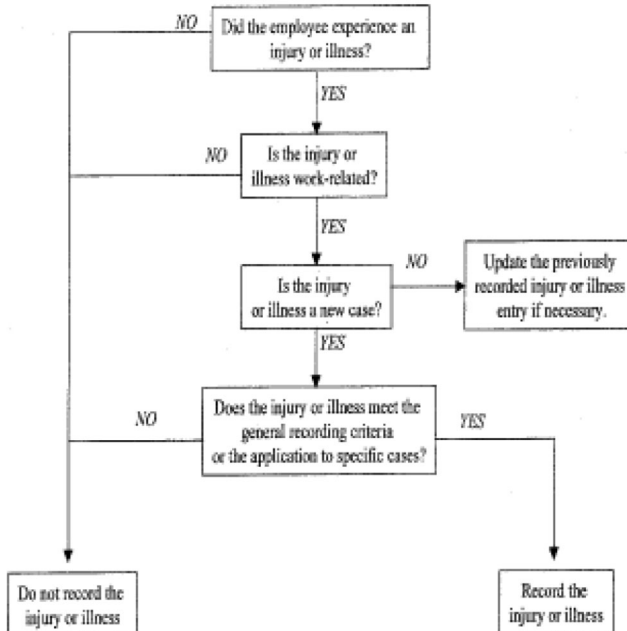 NO
Did the employee experience an
injury or illness?
YES
NO
Is the injury or
illness work-related?
YES
Is the injury
or illness a new case?
NO
Update the previously
recorded injury or illness
entry if necessary.
YES
NO
Does the injury or illness meet the
general recording criteria
or the application to specific cases?
YES
Do not record the
injury or illness
Record the
injury or illness